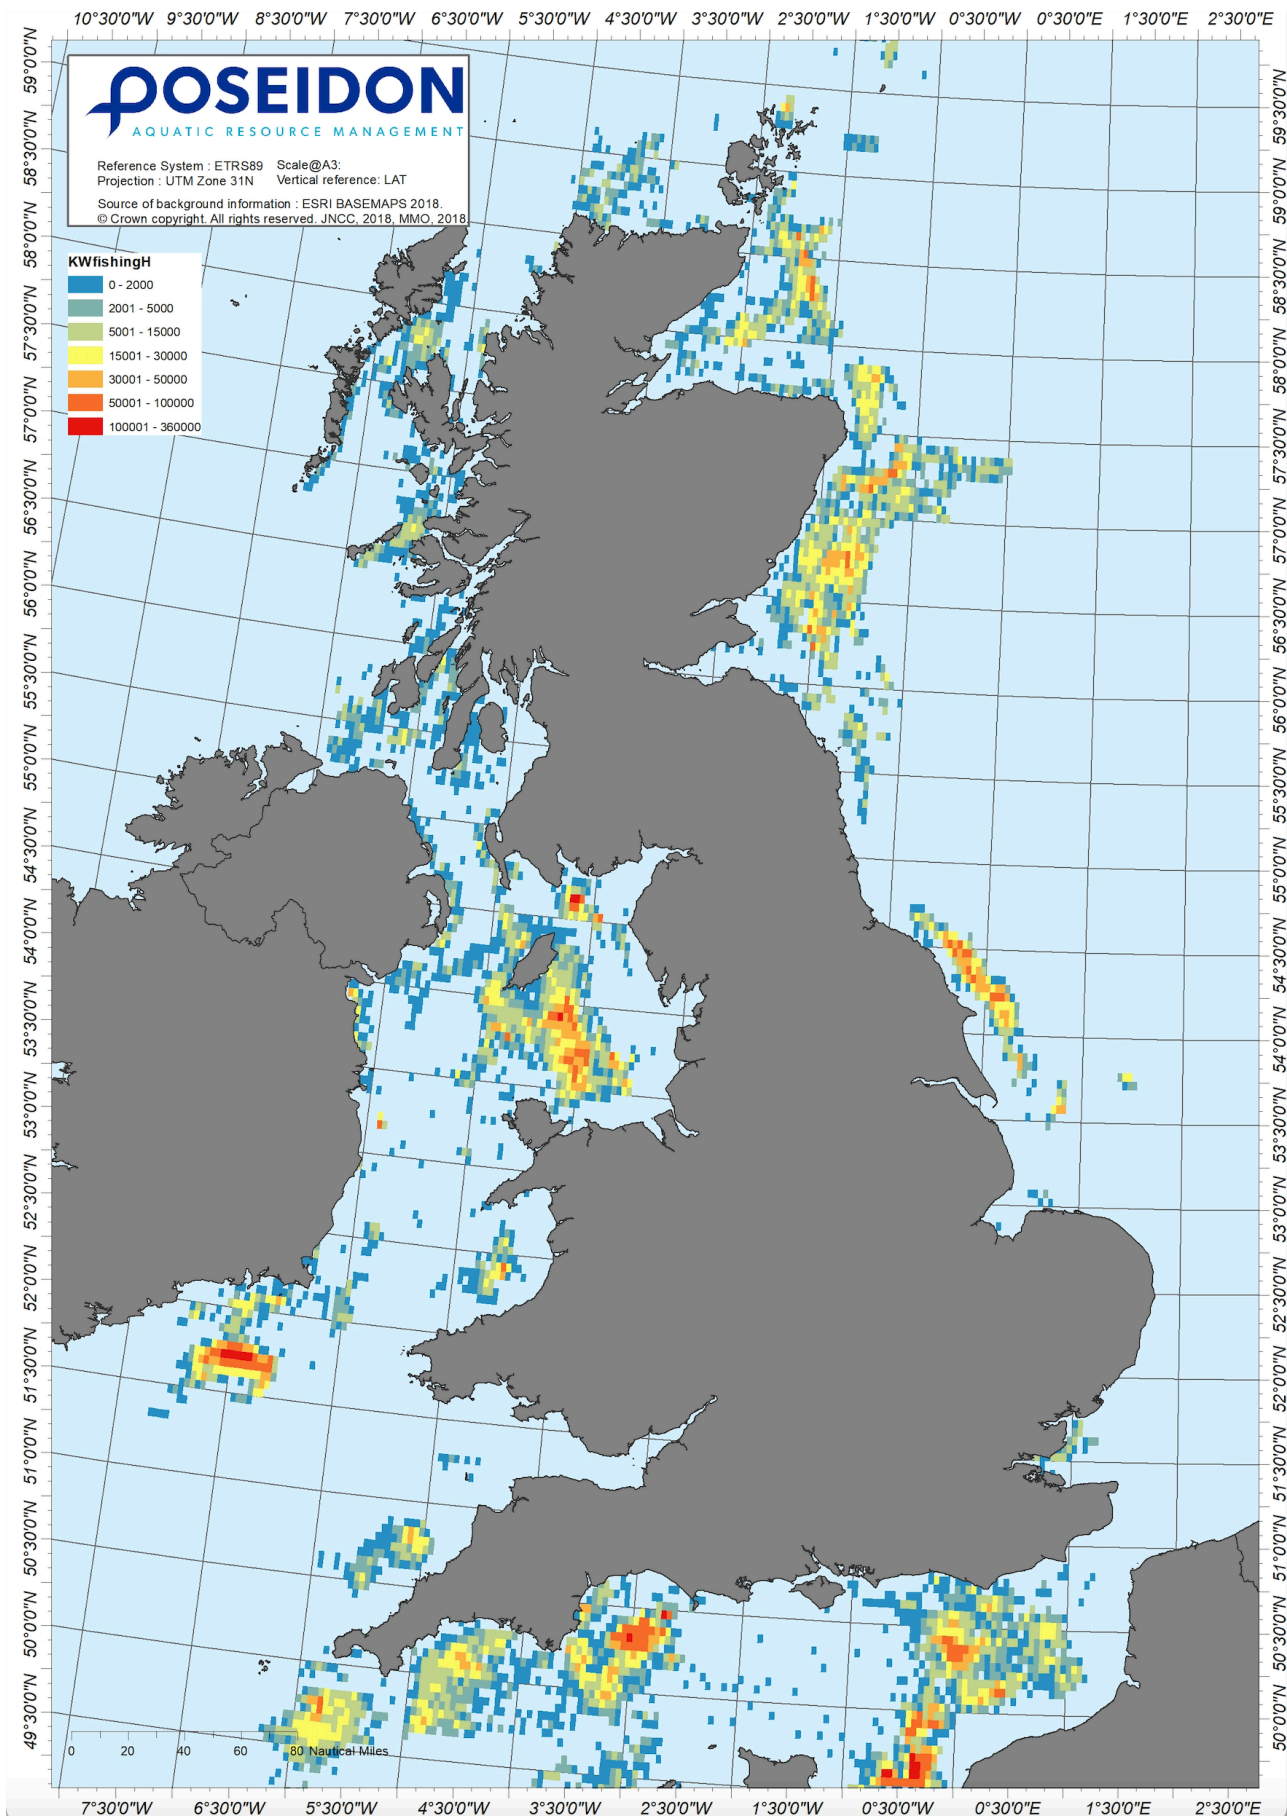 10°30'0"W 9°30'0"W 8°30'0"W 7°30'0"W 6°30'0"W 5°30'0"W 4°30'0"W 3°30'0"W 2°30'0"W 1°30'0"W 0°30'0"W 0°30'0"E 1°30'0"E 2°30'0"E
POSEIDON
AQUATIC RESOURCE MANAGEMENT
Reference System : ETRS89 Scale@A3:
Projection : UTM Zone 31N Vertical reference: LAT
Source of background information : ESRI BASEMAPS 2018.
© Crown copyright. All rights reserved. JNCC, 2018, MMO, 2018.
KWfishingH
0 - 2000
2001 - 5000
5001 - 15000
15001 - 30000
30001 - 50000
50001 - 100000
100001 - 360000
59°0'0"N
58°30'0"N
58°0'0"N
57°30'0"N
57°0'0"N
56°30'0"N
56°0'0"N
55°30'0"N
55°0'0"N
54°30'0"N
54°0'0"N
53°30'0"N
53°0'0"N
52°30'0"N
52°0'0"N
51°30'0"N
51°0'0"N
50°30'0"N
50°0'0"N
49°30'0"N
59°30'0"N
59°0'0"N
58°30'0"N
58°0'0"N
57°30'0"N
57°0'0"N
56°30'0"N
56°0'0"N
55°30'0"N
55°0'0"N
54°30'0"N
54°0'0"N
53°30'0"N
53°0'0"N
52°30'0"N
52°0'0"N
51°30'0"N
51°0'0"N
50°30'0"N
50°0'0"N
0 20 40 60 80 Nautical Miles
7°30'0"W 6°30'0"W 5°30'0"W 4°30'0"W 3°30'0"W 2°30'0"W 1°30'0"W 0°30'0"W 0°30'0"E 1°30'0"E 2°30'0"E